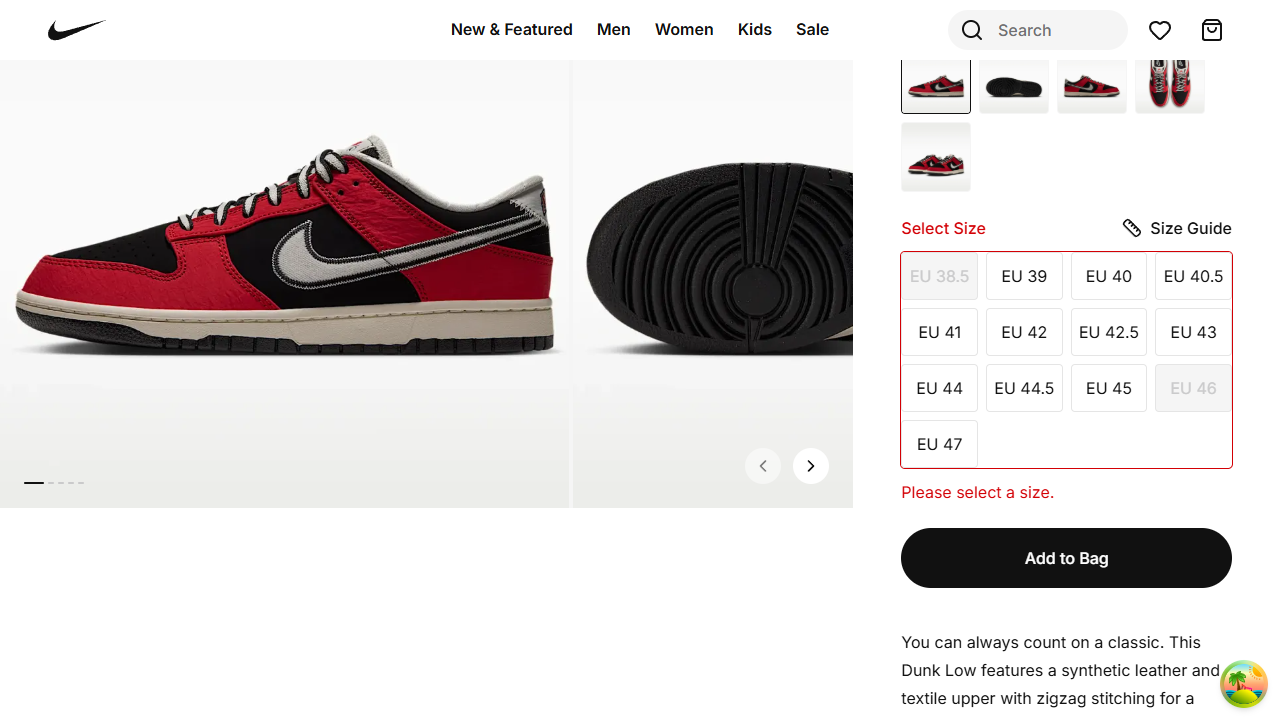 New & Featured Men Women Kids Sale Search
Select Size Size Guide
EU 38.5 EU 39 EU 40 EU 40.5
EU 41 EU 42 EU 42.5 EU 43
EU 44 EU 44.5 EU 45 EU 46
EU 47
Please select a size.
Add to Bag
You can always count on a classic. This
Dunk Low features a synthetic leather and
textile upper with zigzag stitching for a